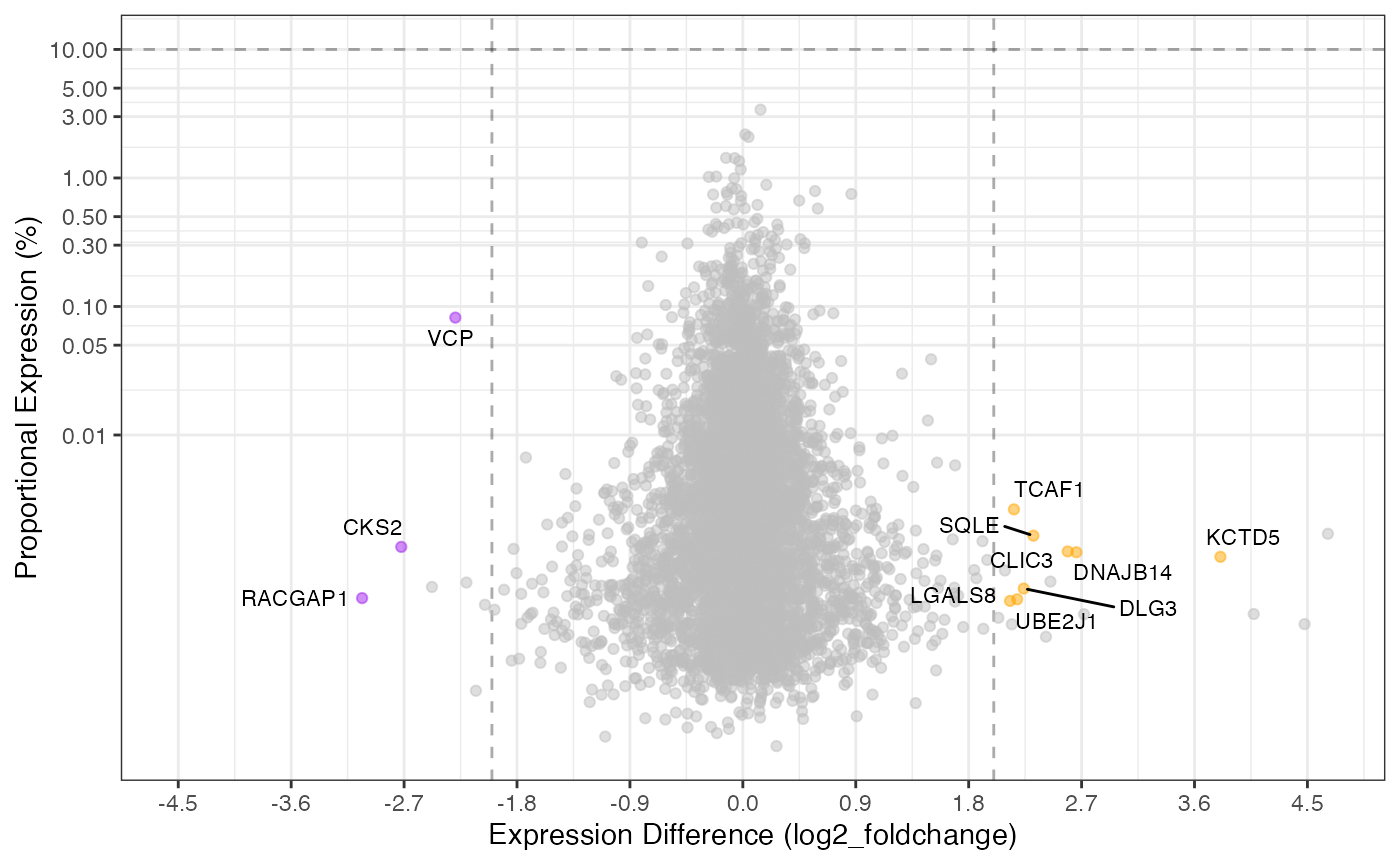 10.00
5.00
3.00
1.00
0.50
0.30
0.10
0.05
0.01
Proportional Expression (%)
VCP
CKS2
RACGAP1
TCAF1
SQLE
CLIC3
KCTD5
DNAJB14
LGALS8
DLG3
UBE2J1
-4.5 -3.6 -2.7 -1.8 -0.9 0.0 0.9 1.8 2.7 3.6 4.5
Expression Difference (log2_foldchange)